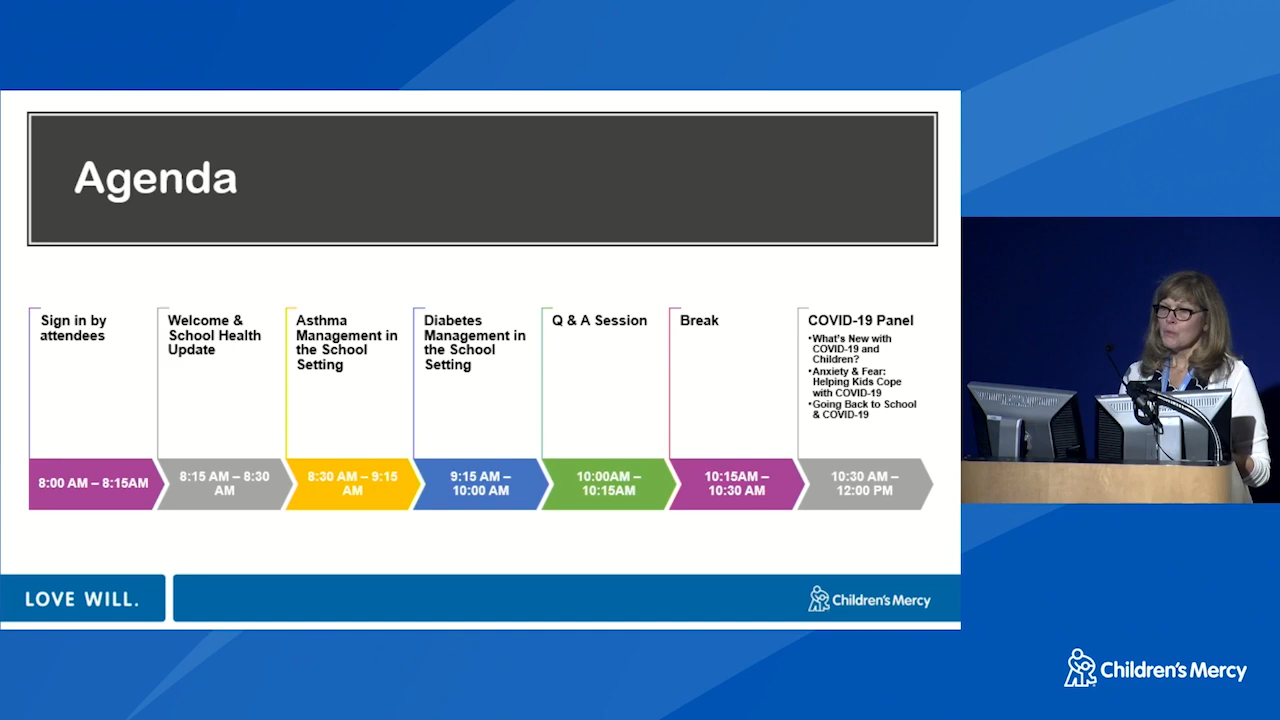 Agenda
Sign in by
attendees
Welcome &
School Health
Update
Asthma
Management in
the School
Setting
Diabetes
Management in
the School
Setting
Q & A Session
Break
COVID-19 Panel
•What's New with
COVID-19 and
Children?
•Anxiety & Fear:
Helping Kids Cope
with COVID-19
•Going Back to School
& COVID-19
8:00 AM – 8:15AM
8:15 AM – 8:30
AM
8:30 AM – 9:15
AM
9:15 AM –
10:00 AM
10:00AM –
10:15AM
10:15AM –
10:30 AM
10:30 AM –
12:00 PM
LOVE WILL.
Children's Mercy
Children's Mercy